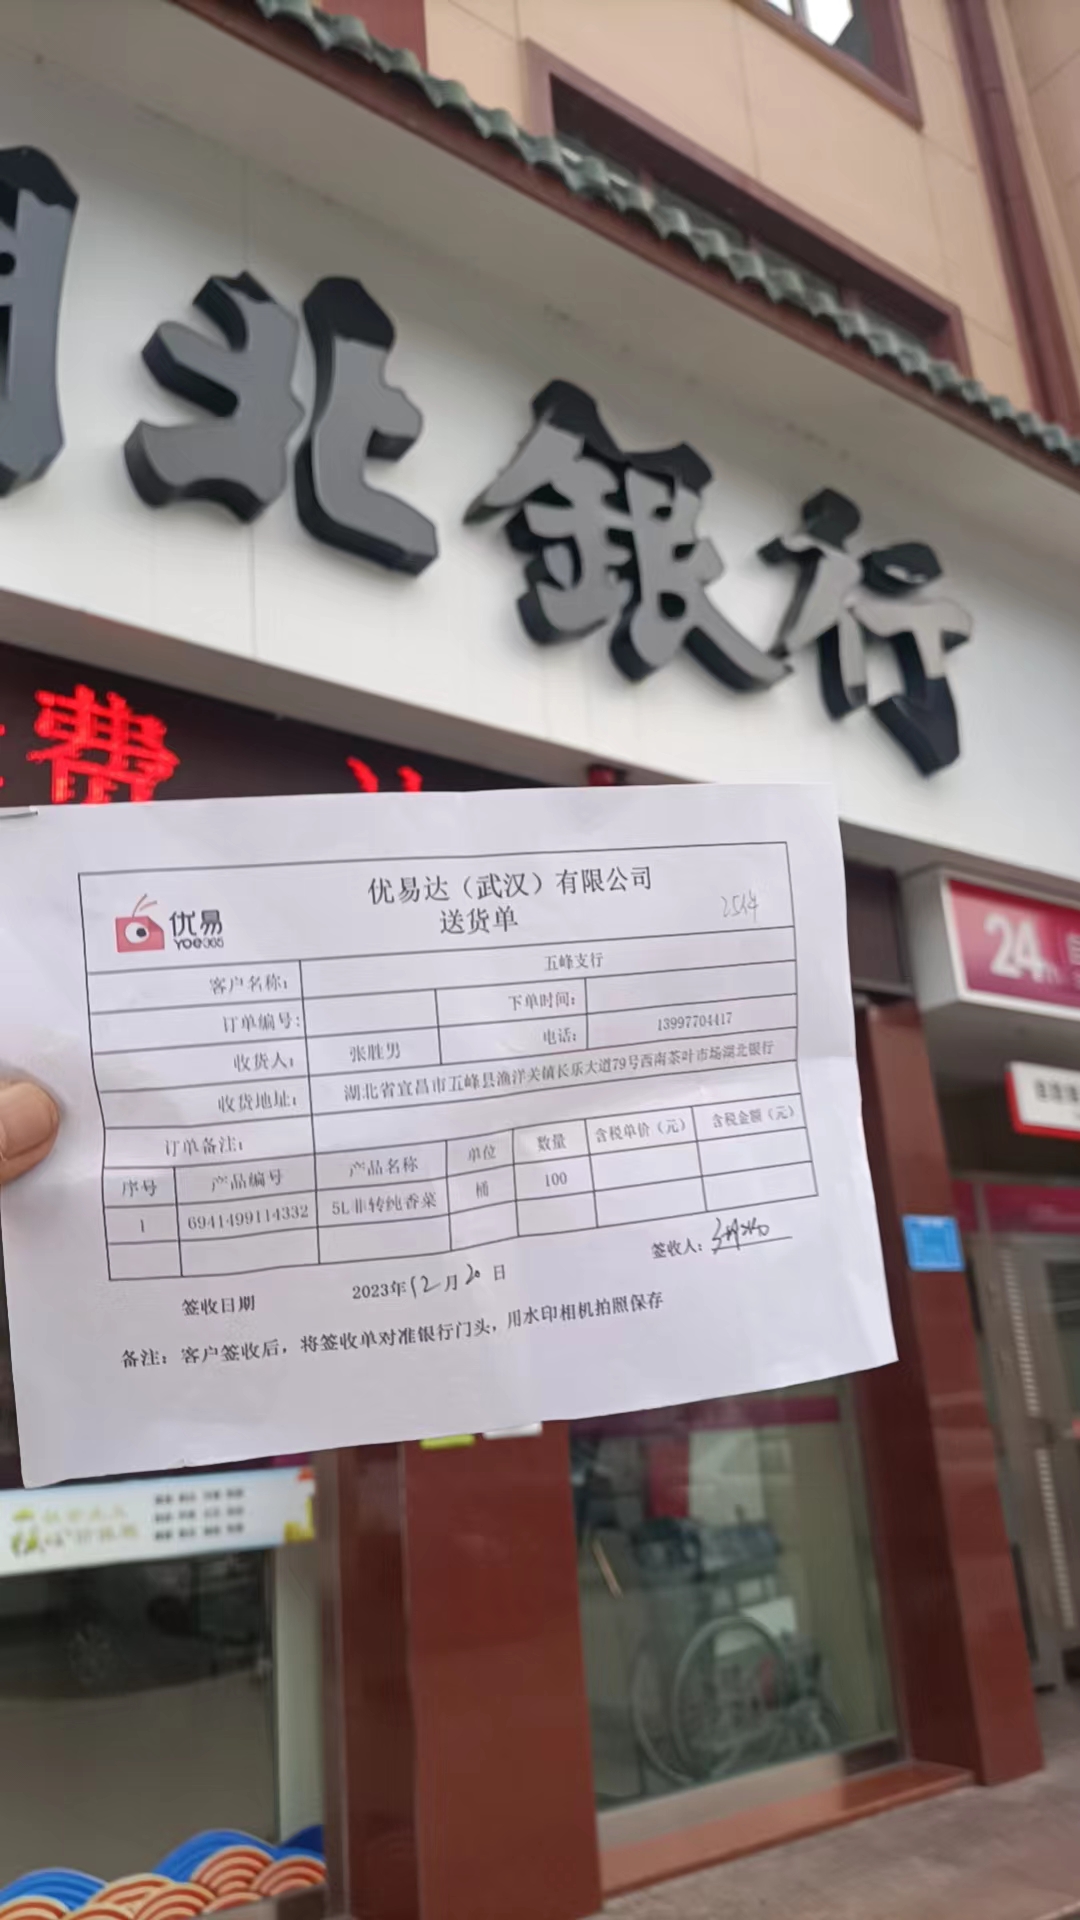 北銀行
费
优易
YOE365
优易达（武汉）有限公司
送货单
25件
客户名称： 五峰支行
订单编号： 下单时间：
收货人： 张胜男 电话： 13997704417
收货地址： 湖北省宜昌市五峰县渔洋关镇长乐大道79号西南茶叶市场湖北银行
订单备注：
序号 产品编号 产品名称 单位 数量 含税单价（元） 含税金额（元）
1 6941499114332 5L非转纯香菜 桶 100
签收人：
签收日期 2023年12月20日
备注：客户签收后，将签收单对准银行门头，用水印相机拍照保存
24